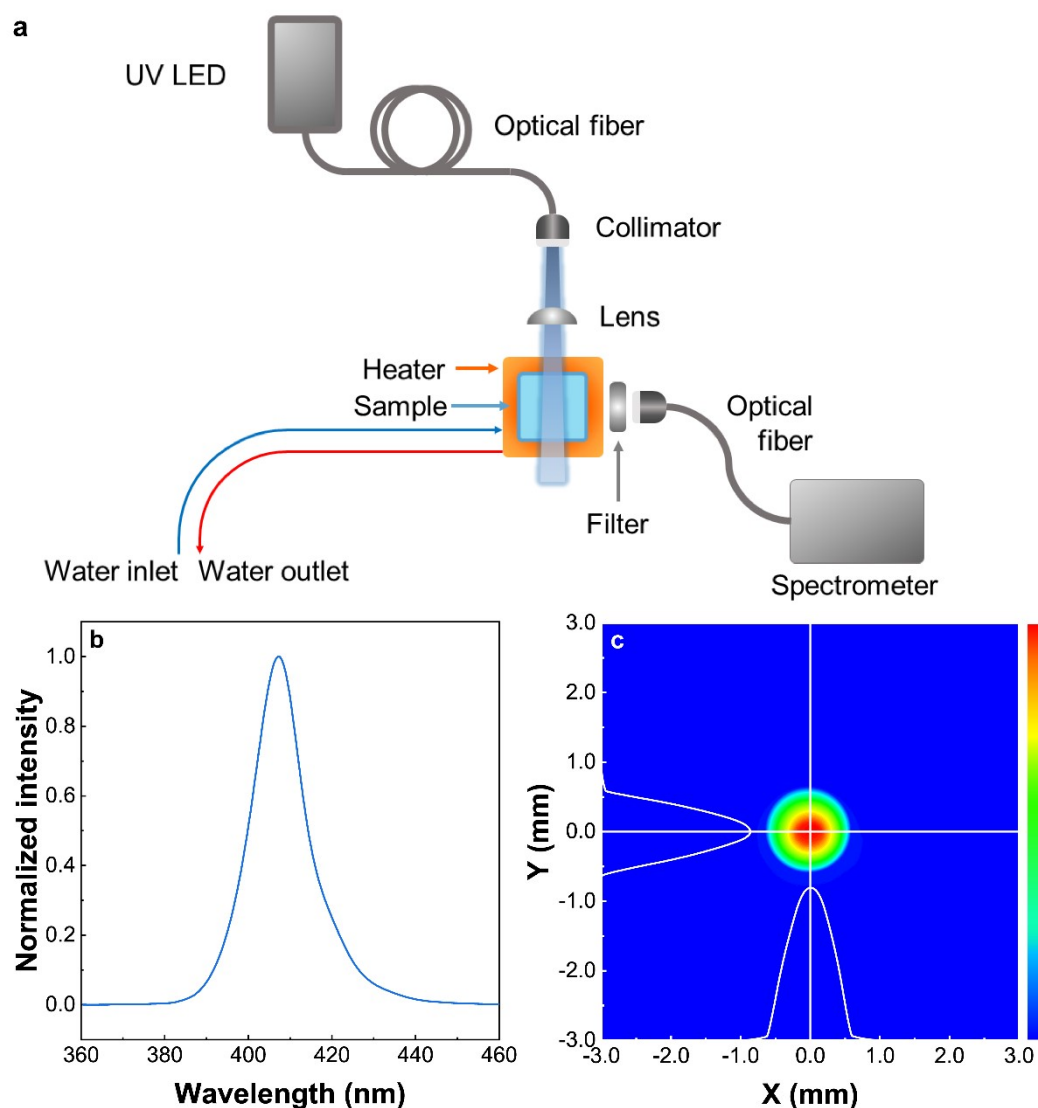 a
UV LED
Optical fiber
Collimator
Lens
Heater
Sample
Optical
fiber
Filter
Water inlet
Water outlet
Spectrometer
b
1.0
0.8
0.6
0.4
0.2
0.0
Normalized intensity
360
380
400
420
440
460
Wavelength (nm)
c
3.0
2.0
1.0
0.0
-1.0
-2.0
-3.0
Y (mm)
-3.0
-2.0
-1.0
0.0
1.0
2.0
3.0
X (mm)